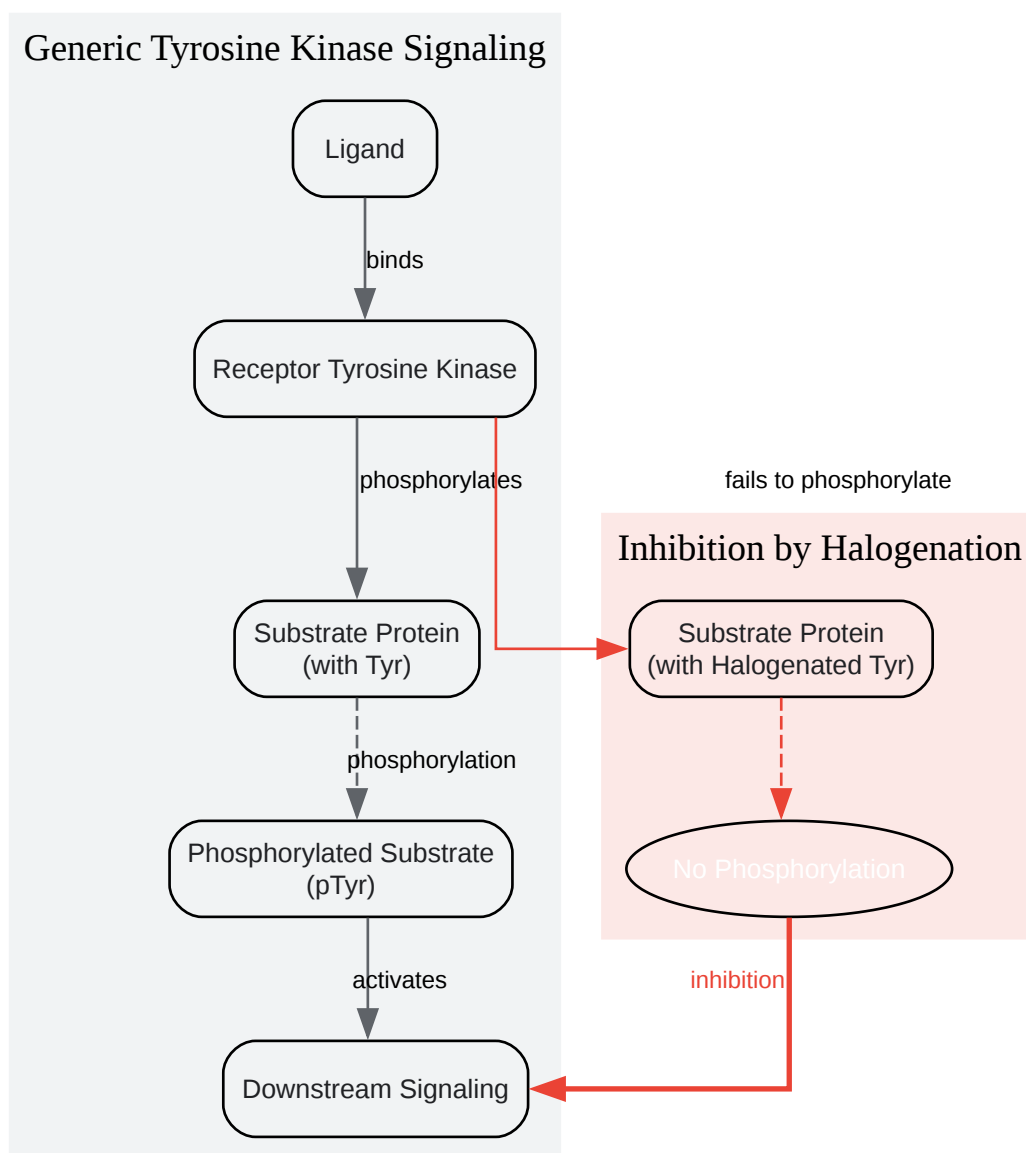 Generic Tyrosine Kinase Signaling
Ligand
binds
Receptor Tyrosine Kinase
phosphorylates
fails to phosphorylate
Inhibition by Halogenation
Substrate Protein
(with Tyr)
Substrate Protein
(with Halogenated Tyr)
phosphorylation
Phosphorylated Substrate
(pTyr)
No Phosphorylation
activates
inhibition
Downstream Signaling